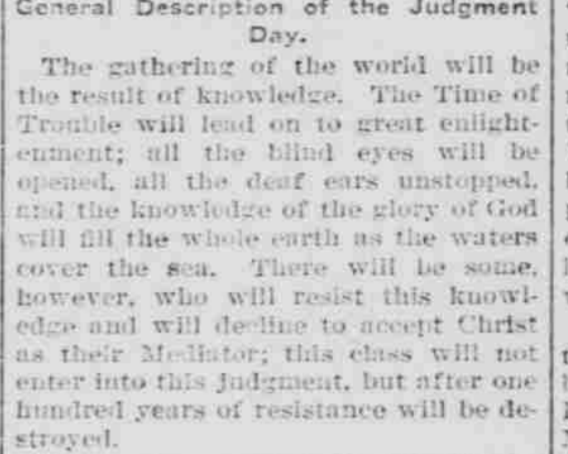 General Description of the Judgment
Day.
The gathering of the world will be
the result of knowledge. The Time of
Trouble will lead on to great enlight-
enment; all the blind eyes will be
opened, all the deaf ears unstopped,
and the knowledge of the glory of God
will fill the whole earth as the waters
cover the sea. There will be some,
however, who will resist this knowl-
edge and will decline to accept Christ
as their Mediator; this class will not
enter into this judgment, but after one
hundred years of resistance will be de-
stroyed.